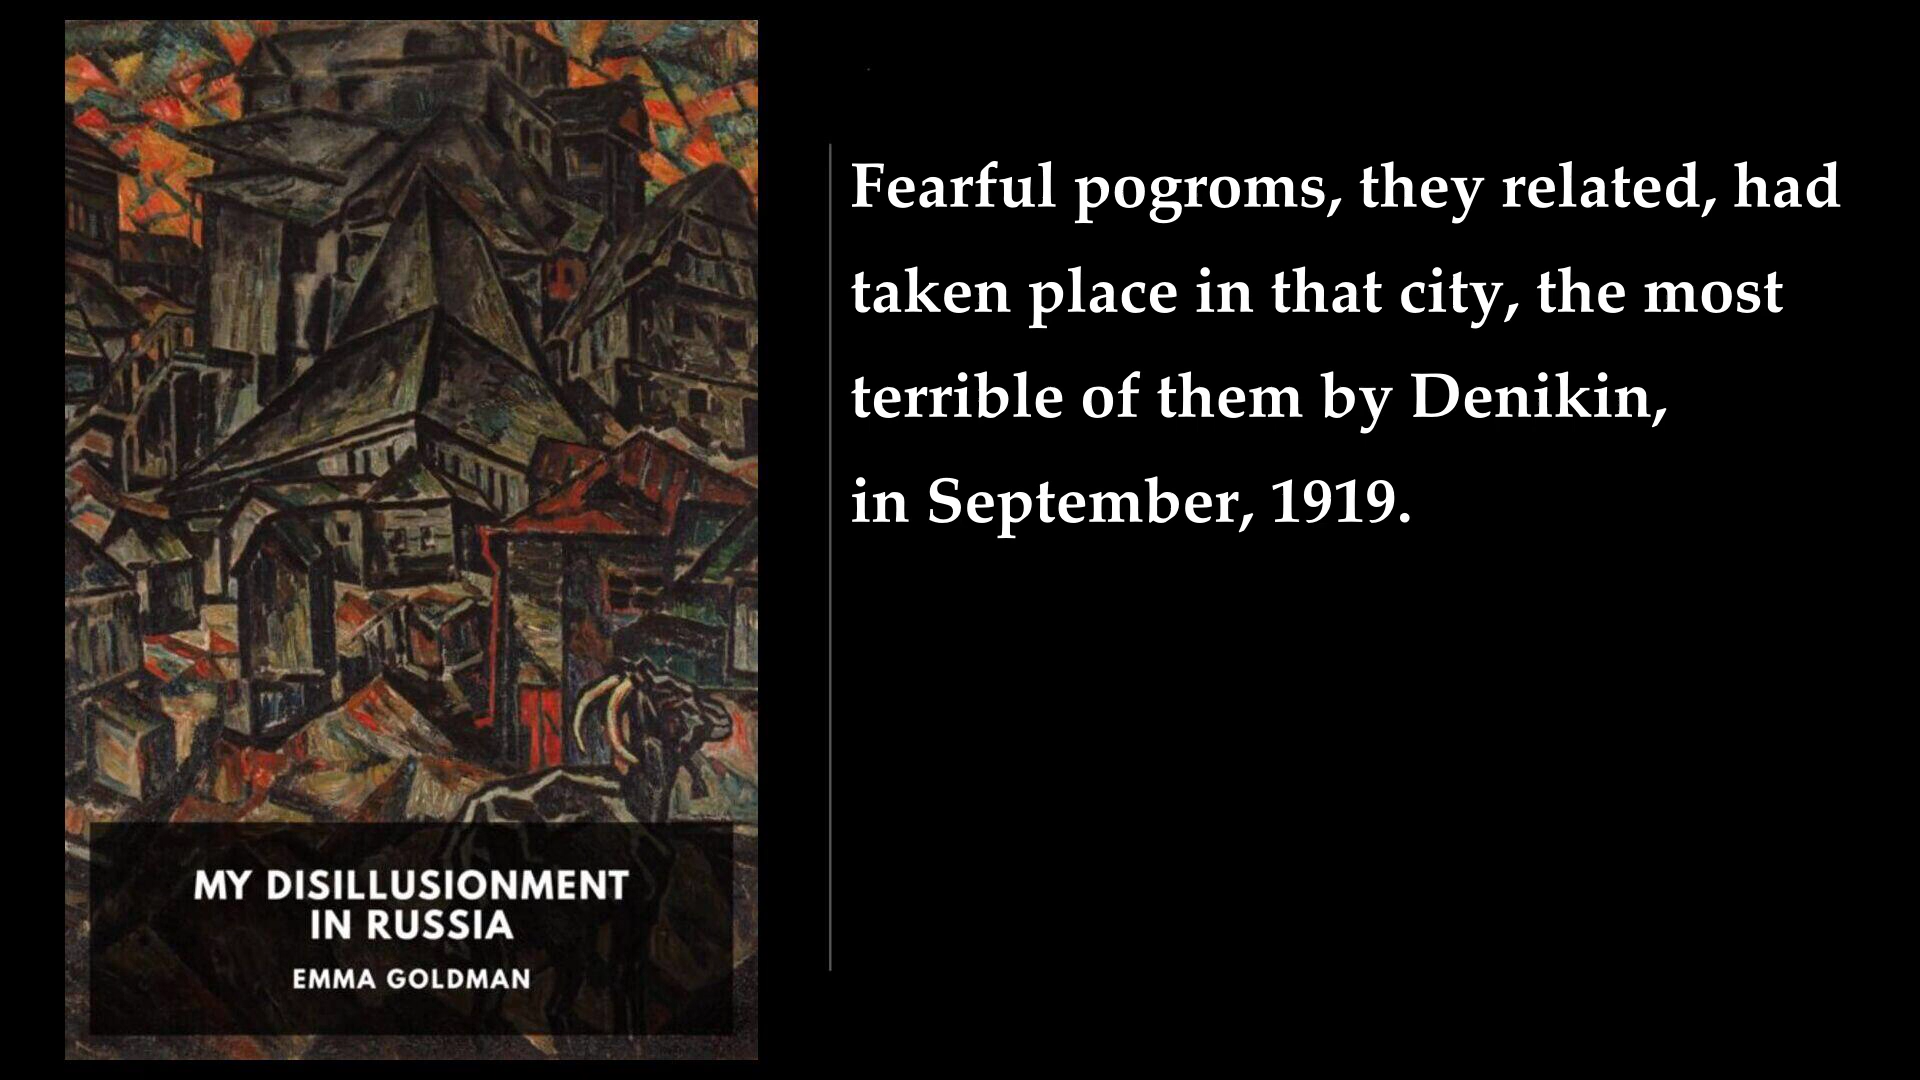 Fearful pogroms, they related, had
taken place in that city, the most
terrible of them by Denikin,
in September, 1919.
MY DISILLUSIONMENT
IN RUSSIA
EMMA GOLDMAN